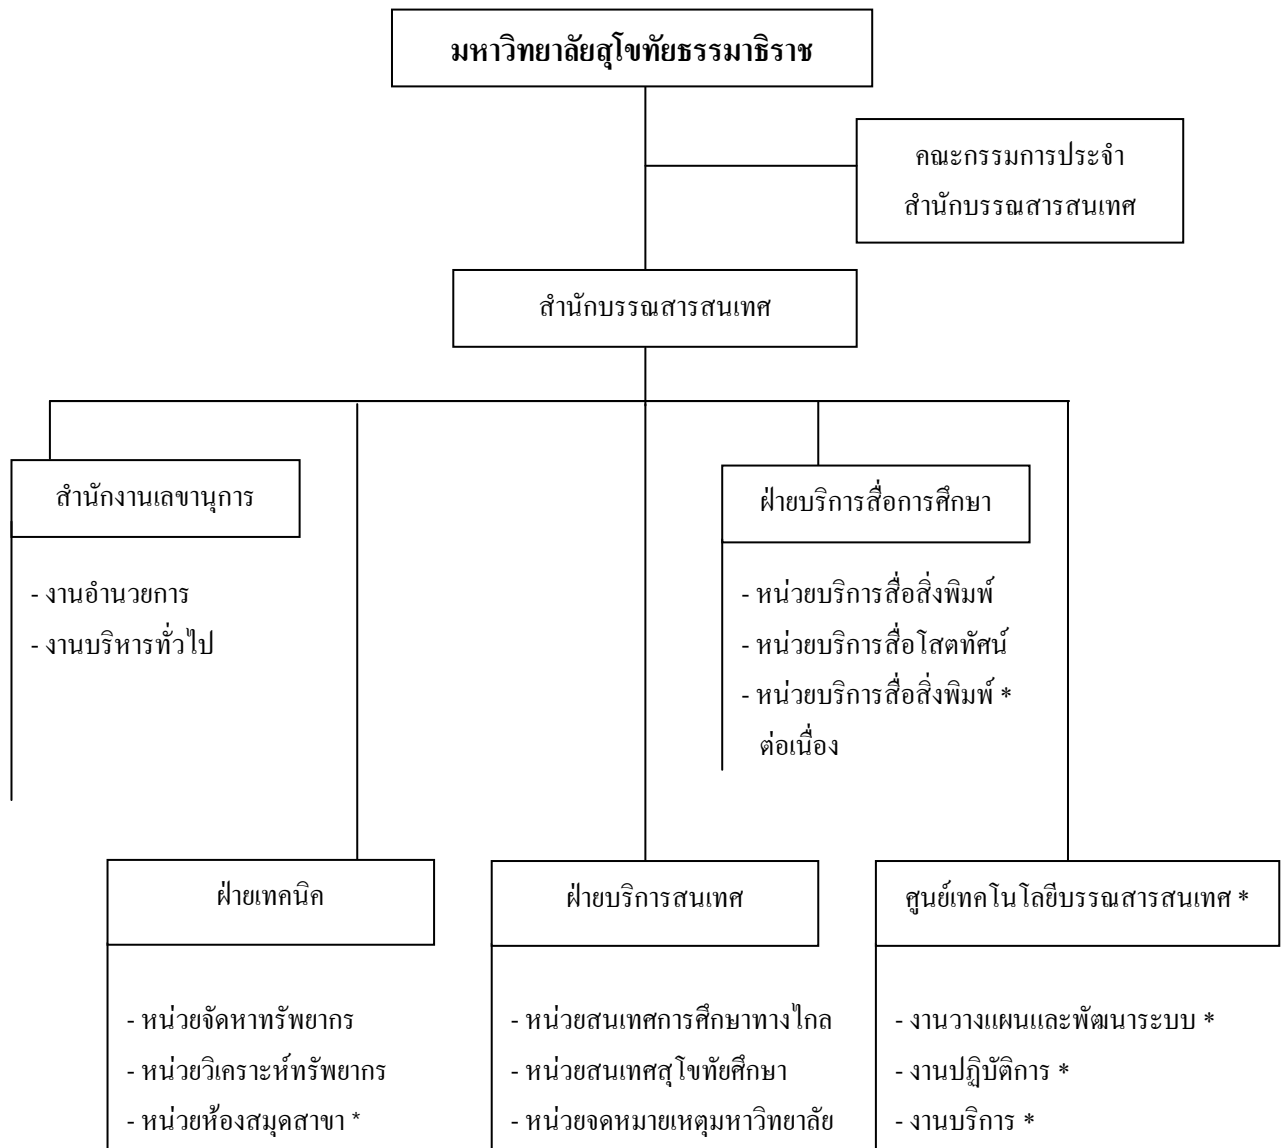 มหาวิทยาลัยสุโขทัยธรรมาธิราช
คณะกรรมการประจำ
สำนักบรรณสารสนเทศ
สำนักบรรณสารสนเทศ
สำนักงานเลขานุการ
- งานอำนวยการ
- งานบริหารทั่วไป
ฝ่ายบริการสื่อการศึกษา
- หน่วยบริการสื่อสิ่งพิมพ์
- หน่วยบริการสื่อโสตทัศน์
- หน่วยบริการสื่อสิ่งพิมพ์ *
ต่อเนื่อง
ฝ่ายเทคนิค
- หน่วยจัดหาทรัพยากร
- หน่วยวิเคราะห์ทรัพยากร
- หน่วยห้องสมุดสาขา *
ฝ่ายบริการสนเทศ
- หน่วยสนเทศการศึกษาทางไกล
- หน่วยสนเทศสุโขทัยศึกษา
- หน่วยจดหมายเหตุมหาวิทยาลัย
ศูนย์เทคโนโลยีบรรณสารสนเทศ *
- งานวางแผนและพัฒนาระบบ *
- งานปฏิบัติการ *
- งานบริการ *